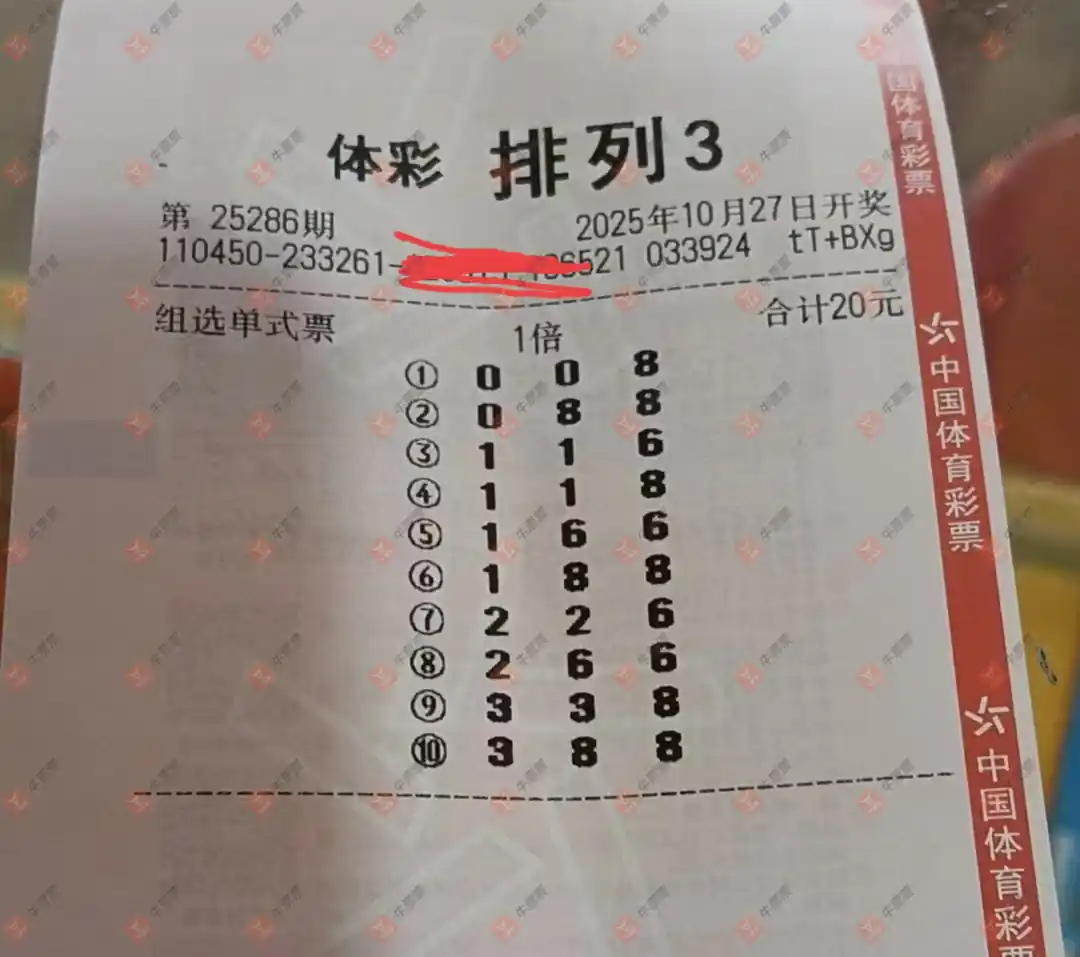 体彩 排列3
第 25286期 2025年10月27日开奖
110450-233261- 521 033924 tT+BXg
组选单式票 1倍 合计20元
① 0 0 8
② 0 8 8
③ 1 1 6
④ 1 1 8
⑤ 1 6 6
⑥ 1 8 8
⑦ 2 2 6
⑧ 2 6 6
⑨ 3 3 8
⑩ 3 8 8
国体育彩票
中国体育彩票
中国体育彩票